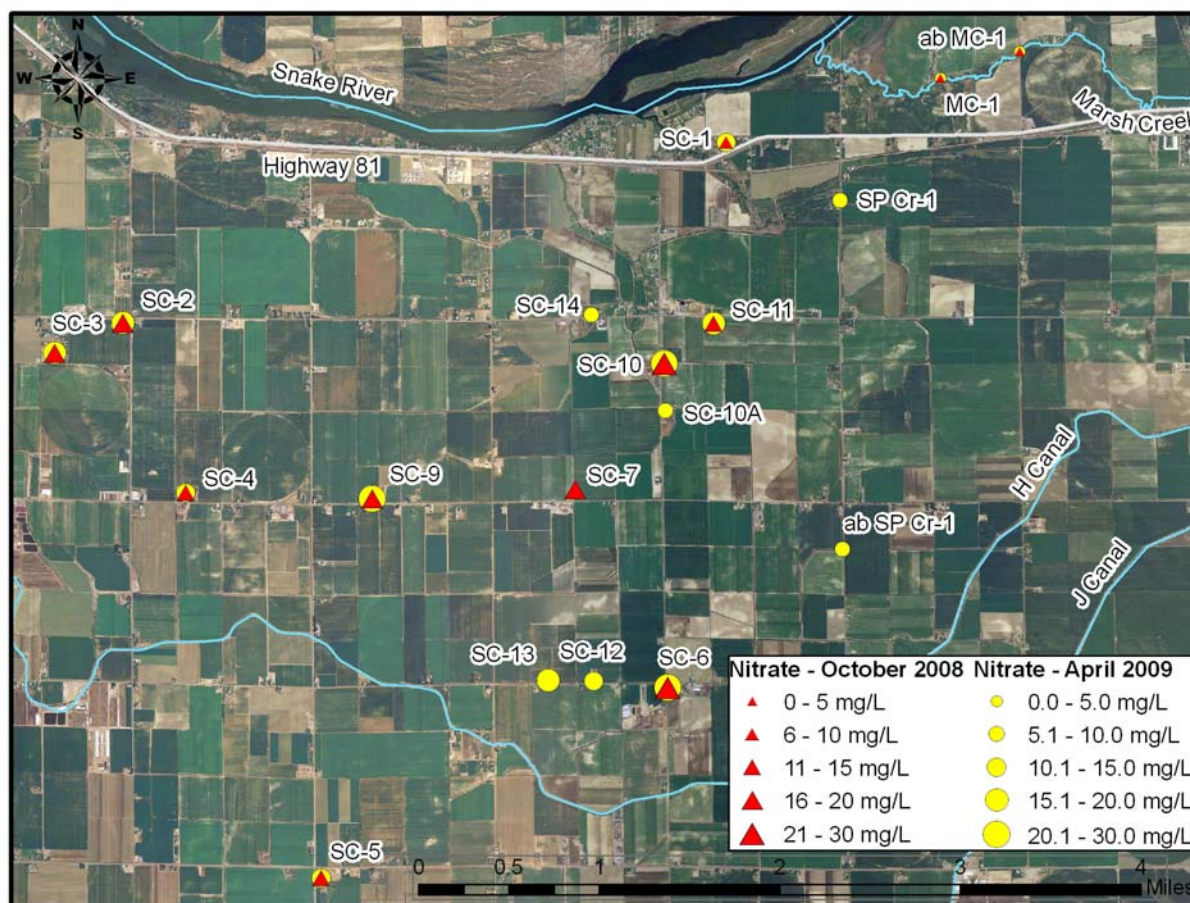 N
W E
S
Snake River
ab MC-1
MC-1
Marsh Creek
SC-1
Highway 81
SP Cr-1
SC-2
SC-3
SC-14
SC-11
SC-10
SC-10A
SC-4
SC-9
SC-7
H Canal
ab SP Cr-1
J Canal
SC-13
SC-12
SC-6
SC-5
Nitrate - October 2008
0 - 5 mg/L
6 - 10 mg/L
11 - 15 mg/L
16 - 20 mg/L
21 - 30 mg/L
Nitrate - April 2009
0.0 - 5.0 mg/L
5.1 - 10.0 mg/L
10.1 - 15.0 mg/L
15.1 - 20.0 mg/L
20.1 - 30.0 mg/L
0 0.5 1 2 3 4
Miles